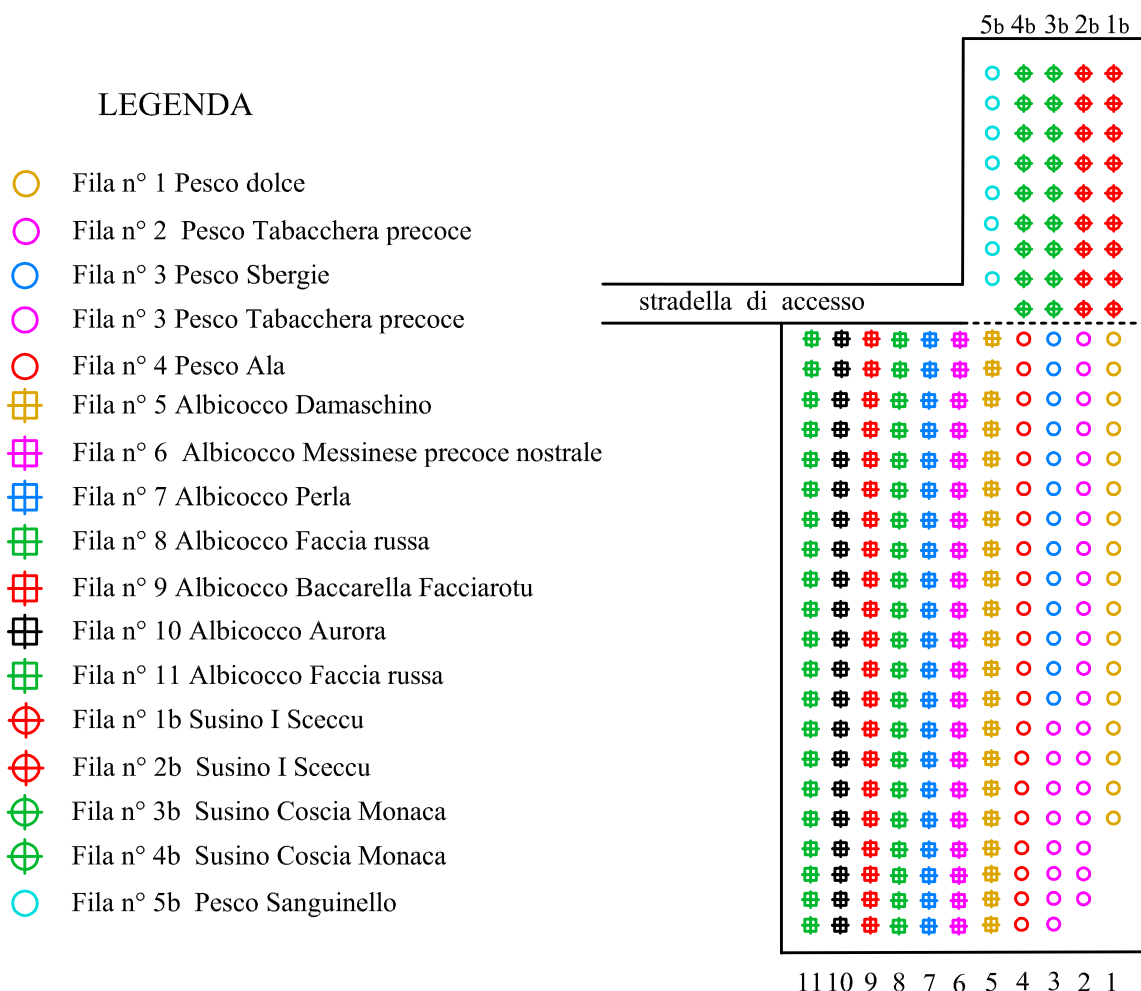 5b 4b 3b 2b 1b
LEGENDA
Fila n° 1 Pesco dolce
Fila n° 2 Pesco Tabacchera precoce
Fila n° 3 Pesco Sbergie
Fila n° 3 Pesco Tabacchera precoce
Fila n° 4 Pesco Ala
Fila n° 5 Albicocco Damaschino
Fila n° 6 Albicocco Messinese precoce nostrale
Fila n° 7 Albicocco Perla
Fila n° 8 Albicocco Faccia russa
Fila n° 9 Albicocco Baccarella Facciarotu
Fila n° 10 Albicocco Aurora
Fila n° 11 Albicocco Faccia russa
Fila n° 1b Susino I Sceccu
Fila n° 2b Susino I Sceccu
Fila n° 3b Susino Coscia Monaca
Fila n° 4b Susino Coscia Monaca
Fila n° 5b Pesco Sanguinello
stradella di accesso
11 10 9 8 7 6 5 4 3 2 1